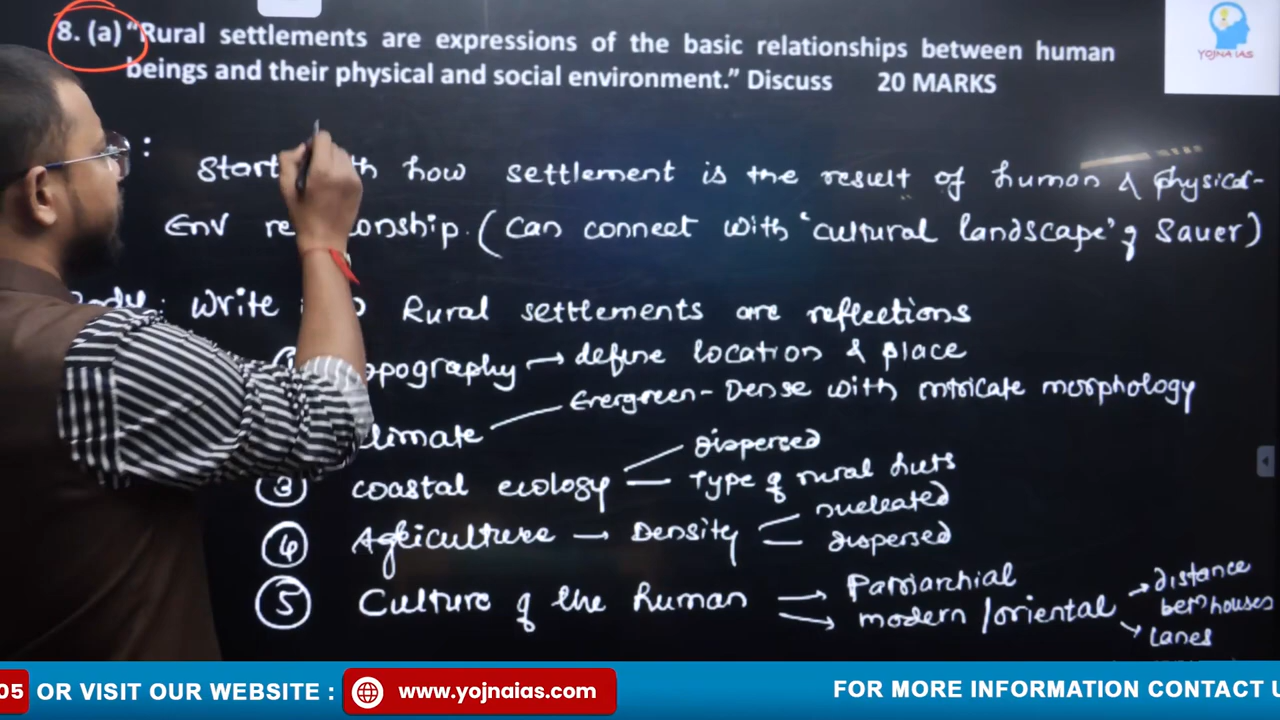 8. (a) “Rural settlements are expressions of the basic relationships between human
beings and their physical and social environment.” Discuss 20 MARKS
YOJNA IAS
:
Start how settlement is the result of human & physical-
Env re onship. (Can connect with 'cultural landscape' of Sauer)
Body: Write Rural settlements are reflections
opography → define location & place
limate Evergreen- Dense with intricate morphology
③ coastal ecology dispersed
Type of rural huts
④ Agriculture → Density nucleated
dispersed
⑤ Culture of the human → Patriarchial
→ modern / oriental → distance
betn houses
→ lanes
05 OR VISIT OUR WEBSITE : www.yojnaias.com FOR MORE INFORMATION CONTACT U